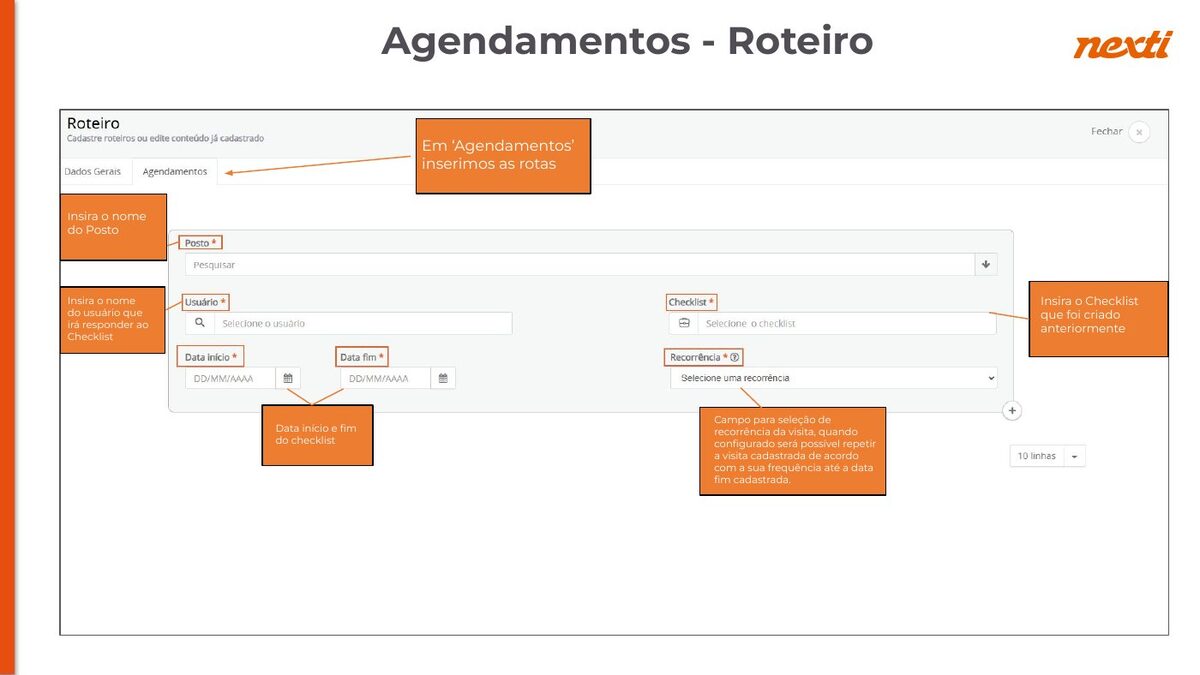 Agendamentos - Roteiro
nexti
Roteiro
Cadastre roteiros ou edite conteúdo já cadastrado
Fechar
Dados Gerais
Agendamentos
Em 'Agendamentos'
inserimos as rotas
Insira o nome
do Posto
Posto *
Pesquisar
Insira o nome
do usuário que
irá responder ao
Checklist
Usuário *
Selecione o usuário
Checklist *
Selecione o checklist
Insira o Checklist
que foi criado
anteriormente
Data início *
DD/MM/AAAA
Data fim *
DD/MM/AAAA
Recorrência *
Selecione uma recorrência
Data início e fim
do checklist
Campo para seleção de
recorrência da visita, quando
configurado será possível repetir
a visita cadastrada de acordo
com a sua frequência até a data
fim cadastrada.
10 linhas